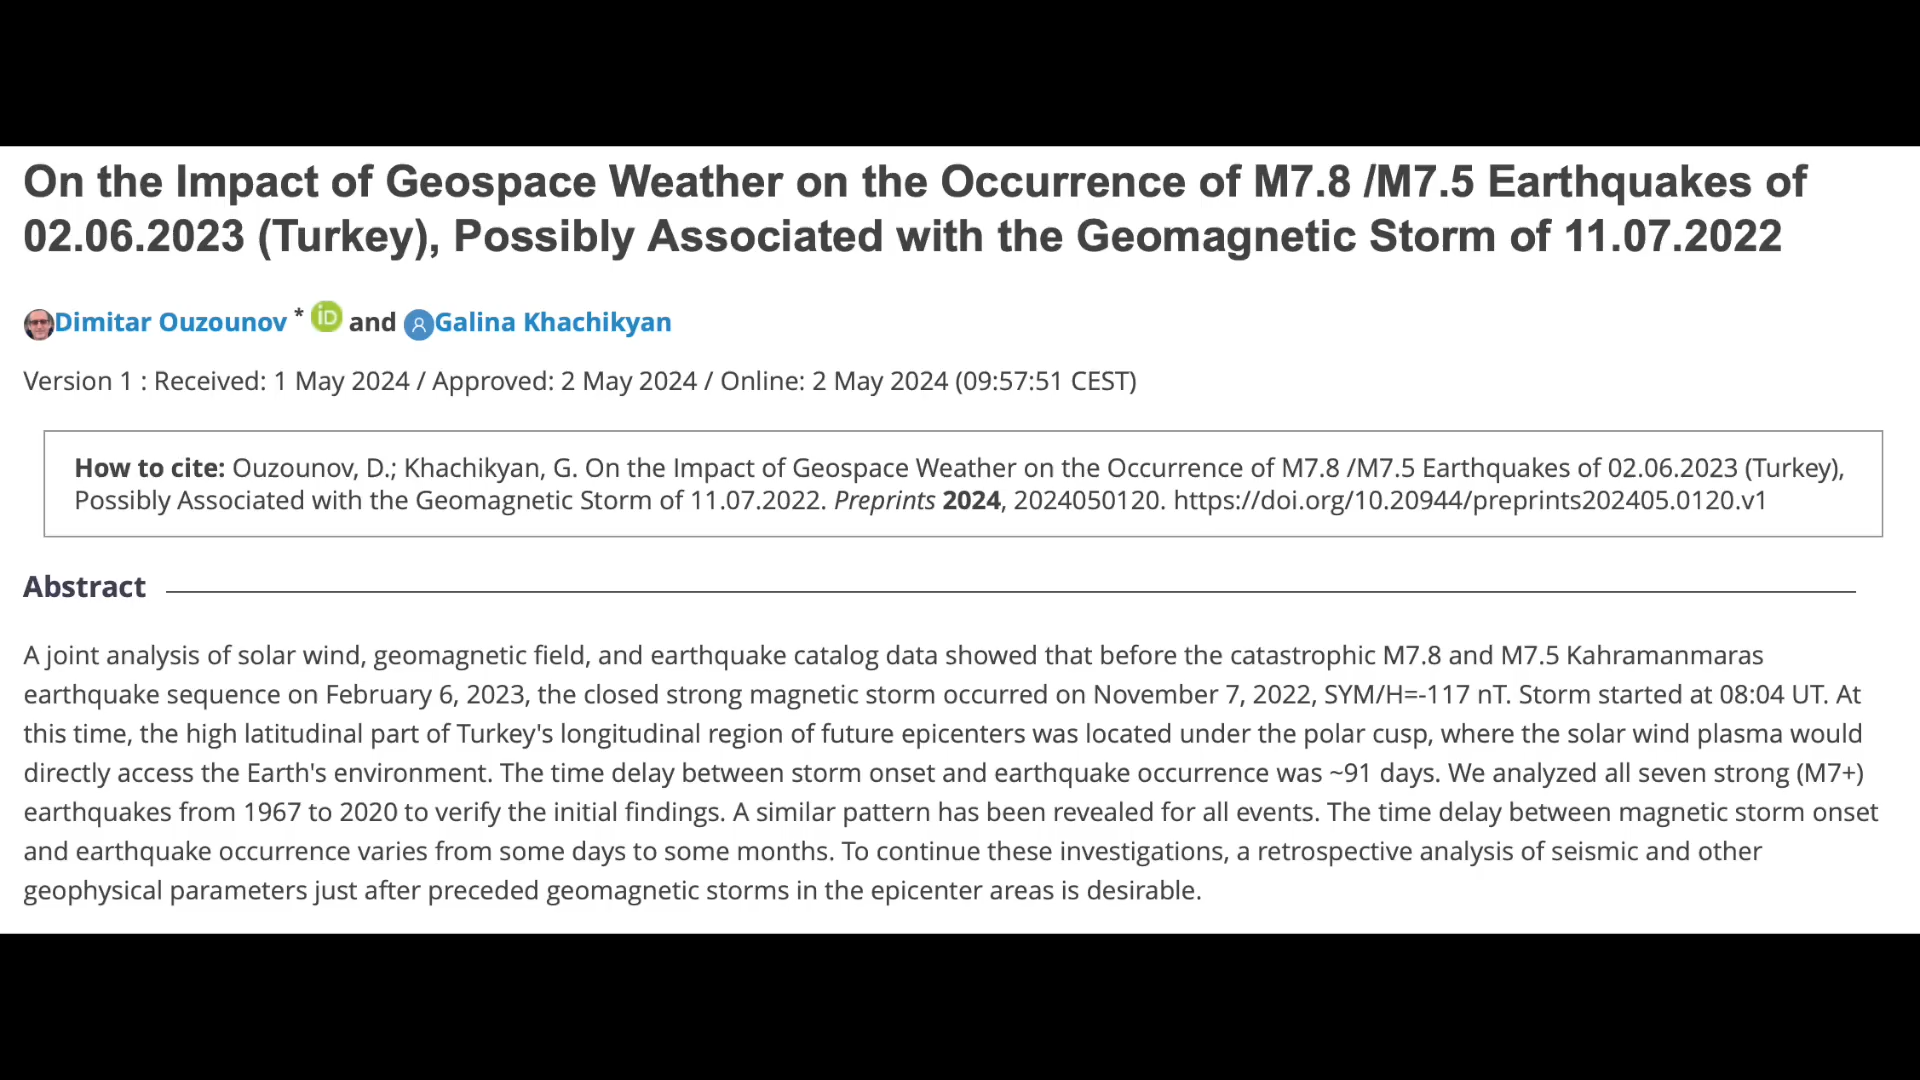 On the Impact of Geospace Weather on the Occurrence of M7.8 /M7.5 Earthquakes of
02.06.2023 (Turkey), Possibly Associated with the Geomagnetic Storm of 11.07.2022
Dimitar Ouzounov * iD and Galina Khachikyan
Version 1 : Received: 1 May 2024 / Approved: 2 May 2024 / Online: 2 May 2024 (09:57:51 CEST)
How to cite: Ouzounov, D.; Khachikyan, G. On the Impact of Geospace Weather on the Occurrence of M7.8 /M7.5 Earthquakes of 02.06.2023 (Turkey),
Possibly Associated with the Geomagnetic Storm of 11.07.2022. Preprints 2024, 2024050120. https://doi.org/10.20944/preprints202405.0120.v1
Abstract
A joint analysis of solar wind, geomagnetic field, and earthquake catalog data showed that before the catastrophic M7.8 and M7.5 Kahramanmaras
earthquake sequence on February 6, 2023, the closed strong magnetic storm occurred on November 7, 2022, SYM/H=-117 nT. Storm started at 08:04 UT. At
this time, the high latitudinal part of Turkey's longitudinal region of future epicenters was located under the polar cusp, where the solar wind plasma would
directly access the Earth's environment. The time delay between storm onset and earthquake occurrence was ~91 days. We analyzed all seven strong (M7+)
earthquakes from 1967 to 2020 to verify the initial findings. A similar pattern has been revealed for all events. The time delay between magnetic storm onset
and earthquake occurrence varies from some days to some months. To continue these investigations, a retrospective analysis of seismic and other
geophysical parameters just after preceded geomagnetic storms in the epicenter areas is desirable.